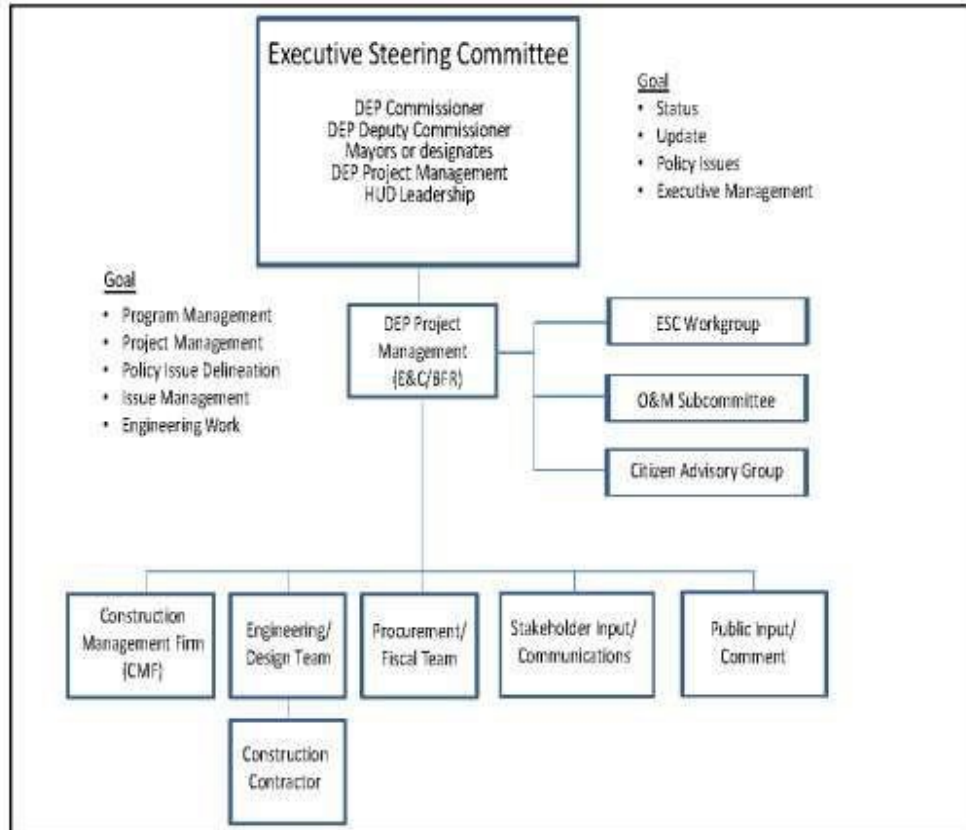 Executive Steering Committee
DEP Commissioner
DEP Deputy Commissioner
Mayors or designates
DEP Project Management
HUD Leadership
Goal
• Status
• Update
• Policy Issues
• Executive Management
Goal
• Program Management
• Project Management
• Policy Issue Delineation
• Issue Management
• Engineering Work
DEP Project
Management
(E&C/BFR)
ESC Workgroup
O&M Subcommittee
Citizen Advisory Group
Construction
Management Firm
(CMF)
Engineering/
Design Team
Procurement/
Fiscal Team
Stakeholder Input/
Communications
Public Input/
Comment
Construction
Contractor